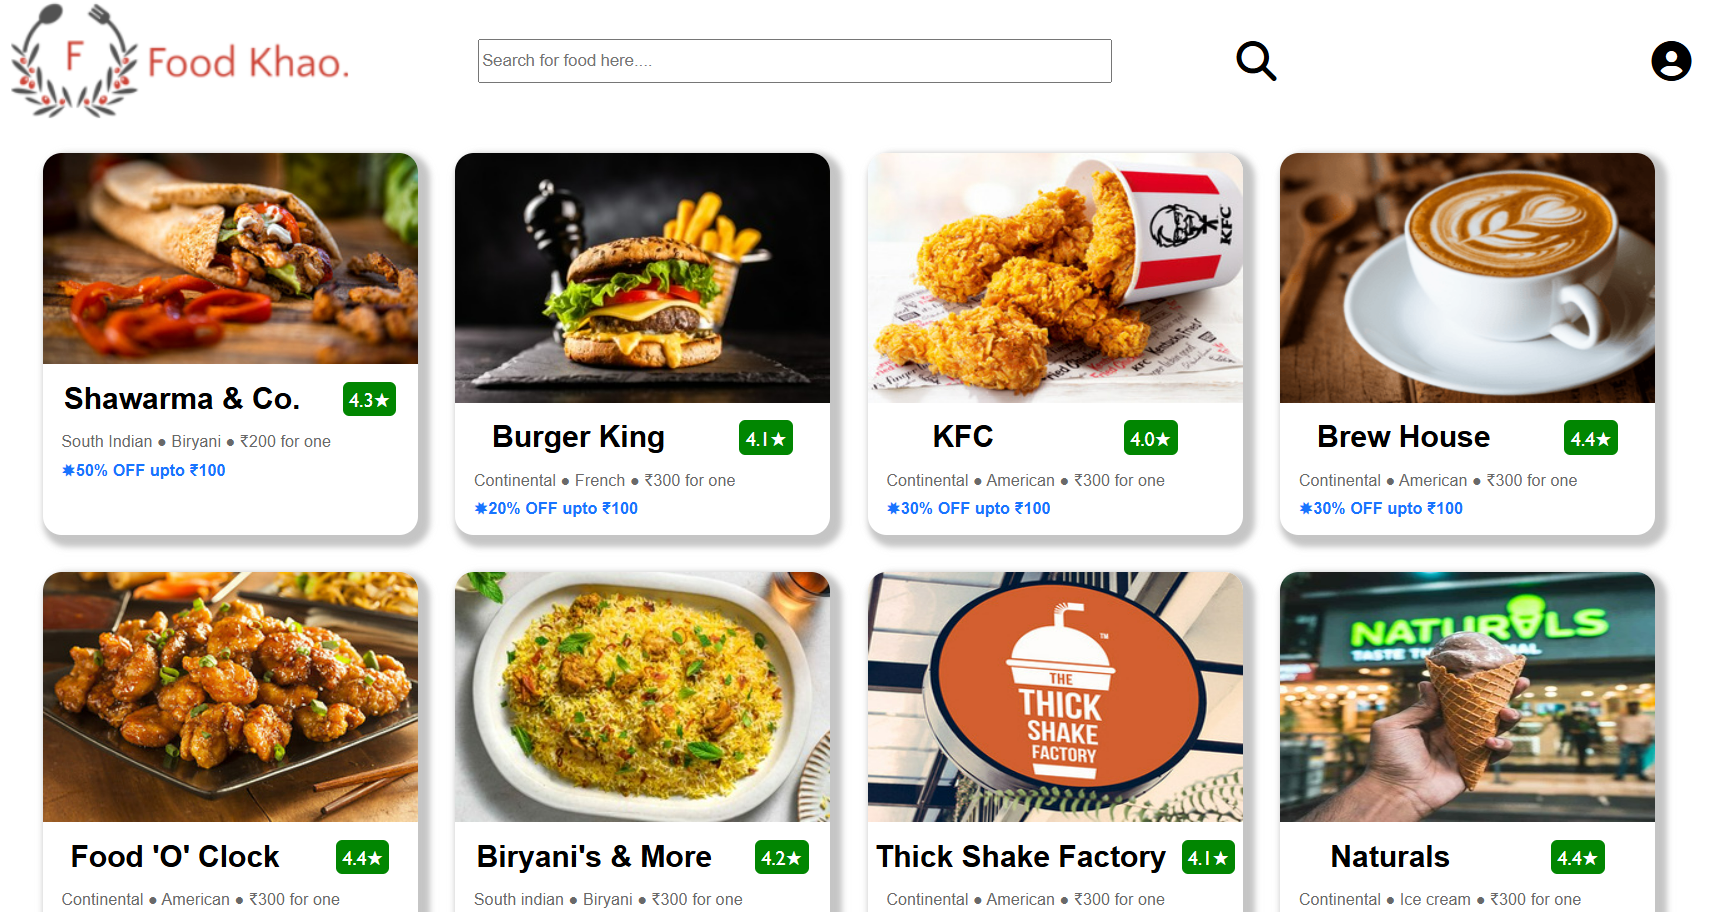 F
Food Khao.
Search for food here....
KFC
Shawarma & Co.
4.3★
South Indian ● Biryani ● ₹200 for one
✸50% OFF upto ₹100
Burger King
4.1★
Continental ● French ● ₹300 for one
✸20% OFF upto ₹100
KFC
4.0★
Continental ● American ● ₹300 for one
✸30% OFF upto ₹100
Brew House
4.4★
Continental ● American ● ₹300 for one
✸30% OFF upto ₹100
THE
THICK
SHAKE
FACTORY
TM
NATURALS
TASTE
Food 'O' Clock
4.4★
Continental ● American ● ₹300 for one
Biryani's & More
4.2★
South indian ● Biryani ● ₹300 for one
Thick Shake Factory
4.1★
Continental ● American ● ₹300 for one
Naturals
4.4★
Continental ● Ice cream ● ₹300 for one